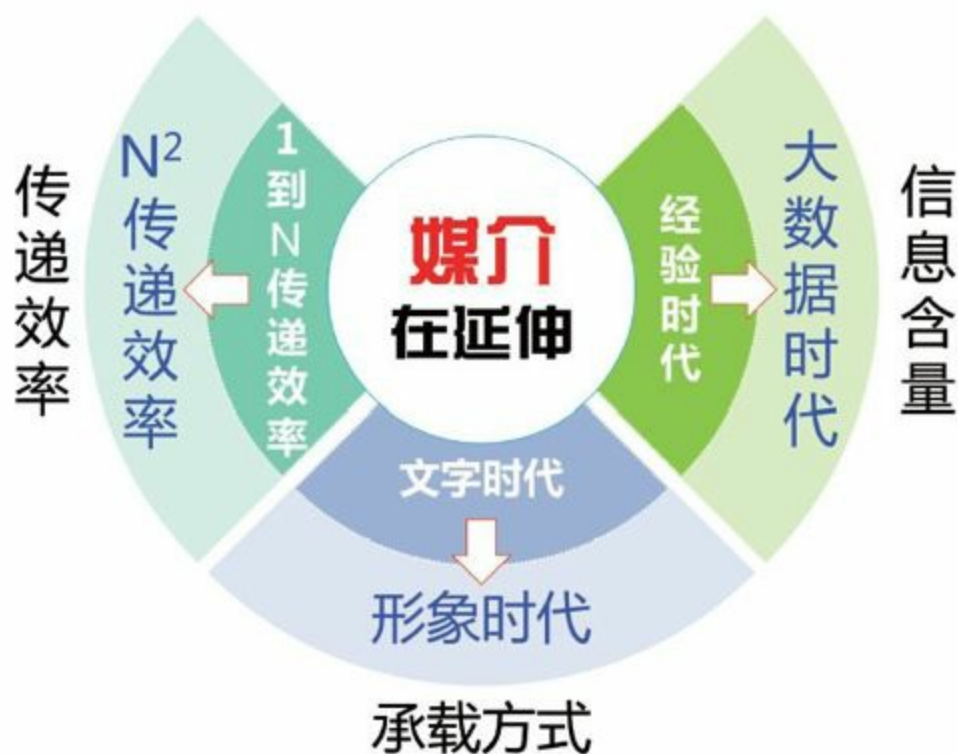 传递效率
N²传递效率
1到N传递效率
媒介
在延伸
经验时代
大数据时代
信息含量
文字时代
形象时代
承载方式